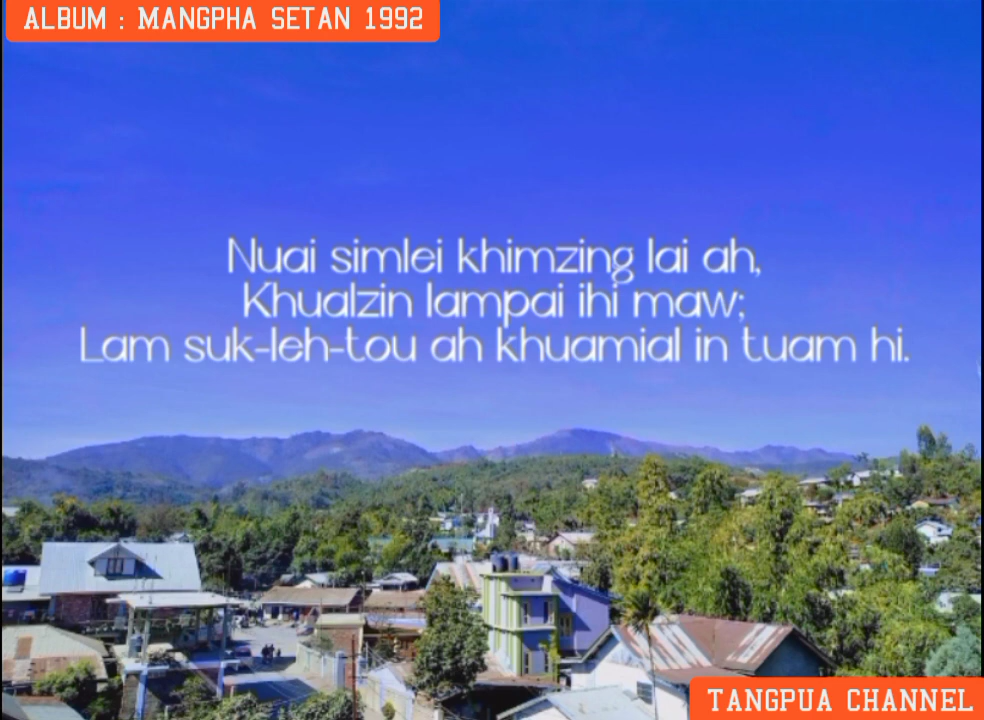 ALBUM : MANGPHA SETAN 1992
Nuai simlei khimzing lai ah,
Khualzin lampai ihi maw;
Lam suk-leh-tou ah khuamial in tuam hi.
TANGPUA CHANNEL